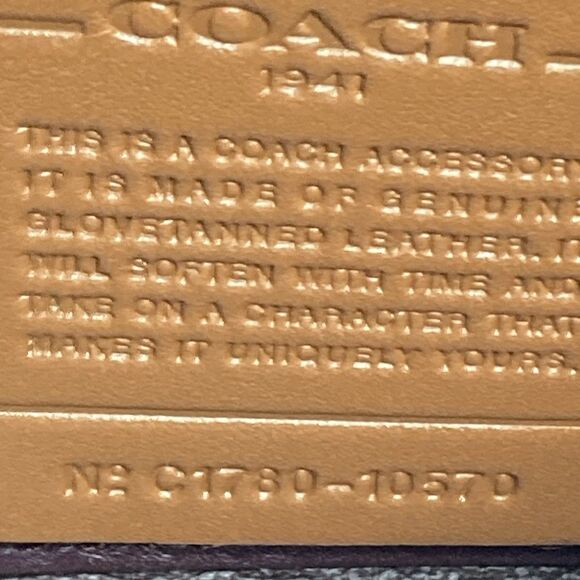 COACH
1941
THIS IS A COACH ACCESSORY
IT IS MADE OF GENUINE
GLOVETANNED LEATHER. IT
WILL SOFTEN WITH TIME AND
TAKE ON A CHARACTER THAT
MAKES IT UNIQUELY YOURS.
Nº C1780-10570